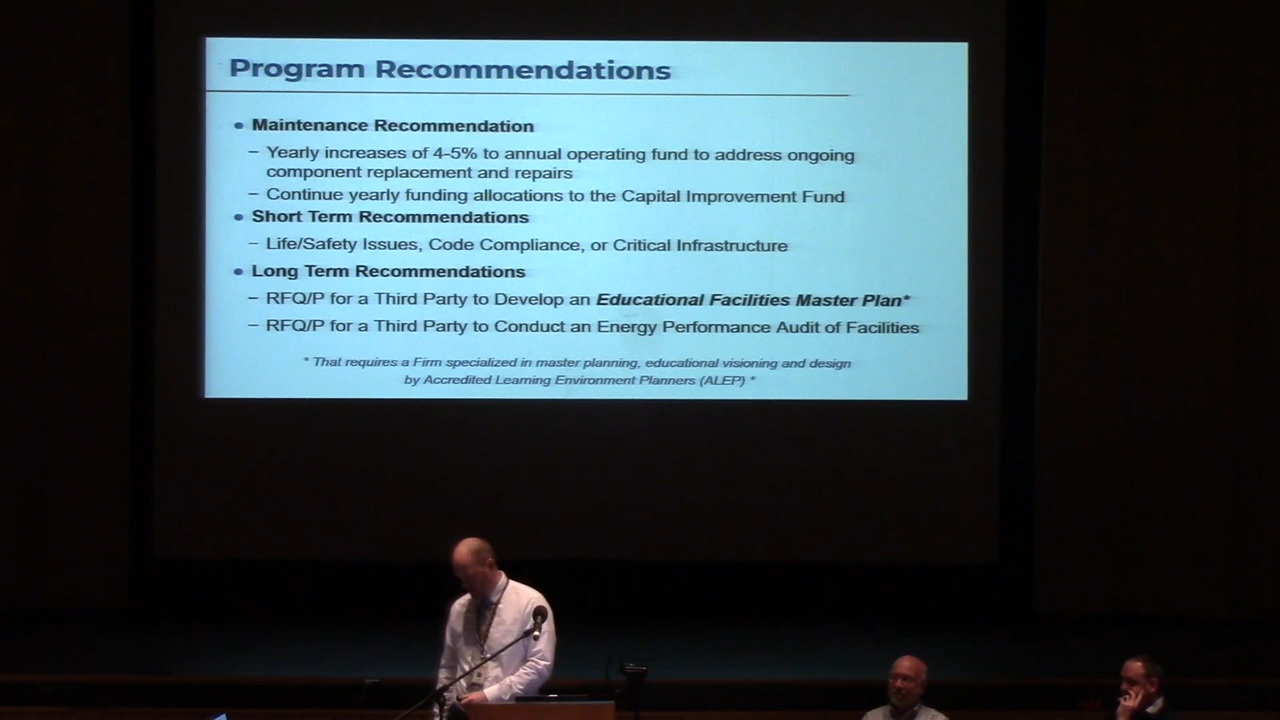 Program Recommendations
• Maintenance Recommendation
– Yearly increases of 4-5% to annual operating fund to address ongoing
component replacement and repairs
– Continue yearly funding allocations to the Capital Improvement Fund
• Short Term Recommendations
– Life/Safety Issues, Code Compliance, or Critical Infrastructure
• Long Term Recommendations
– RFQ/P for a Third Party to Develop an Educational Facilities Master Plan*
– RFQ/P for a Third Party to Conduct an Energy Performance Audit of Facilities
* That requires a Firm specialized in master planning, educational visioning and design
by Accredited Learning Environment Planners (ALEP) *